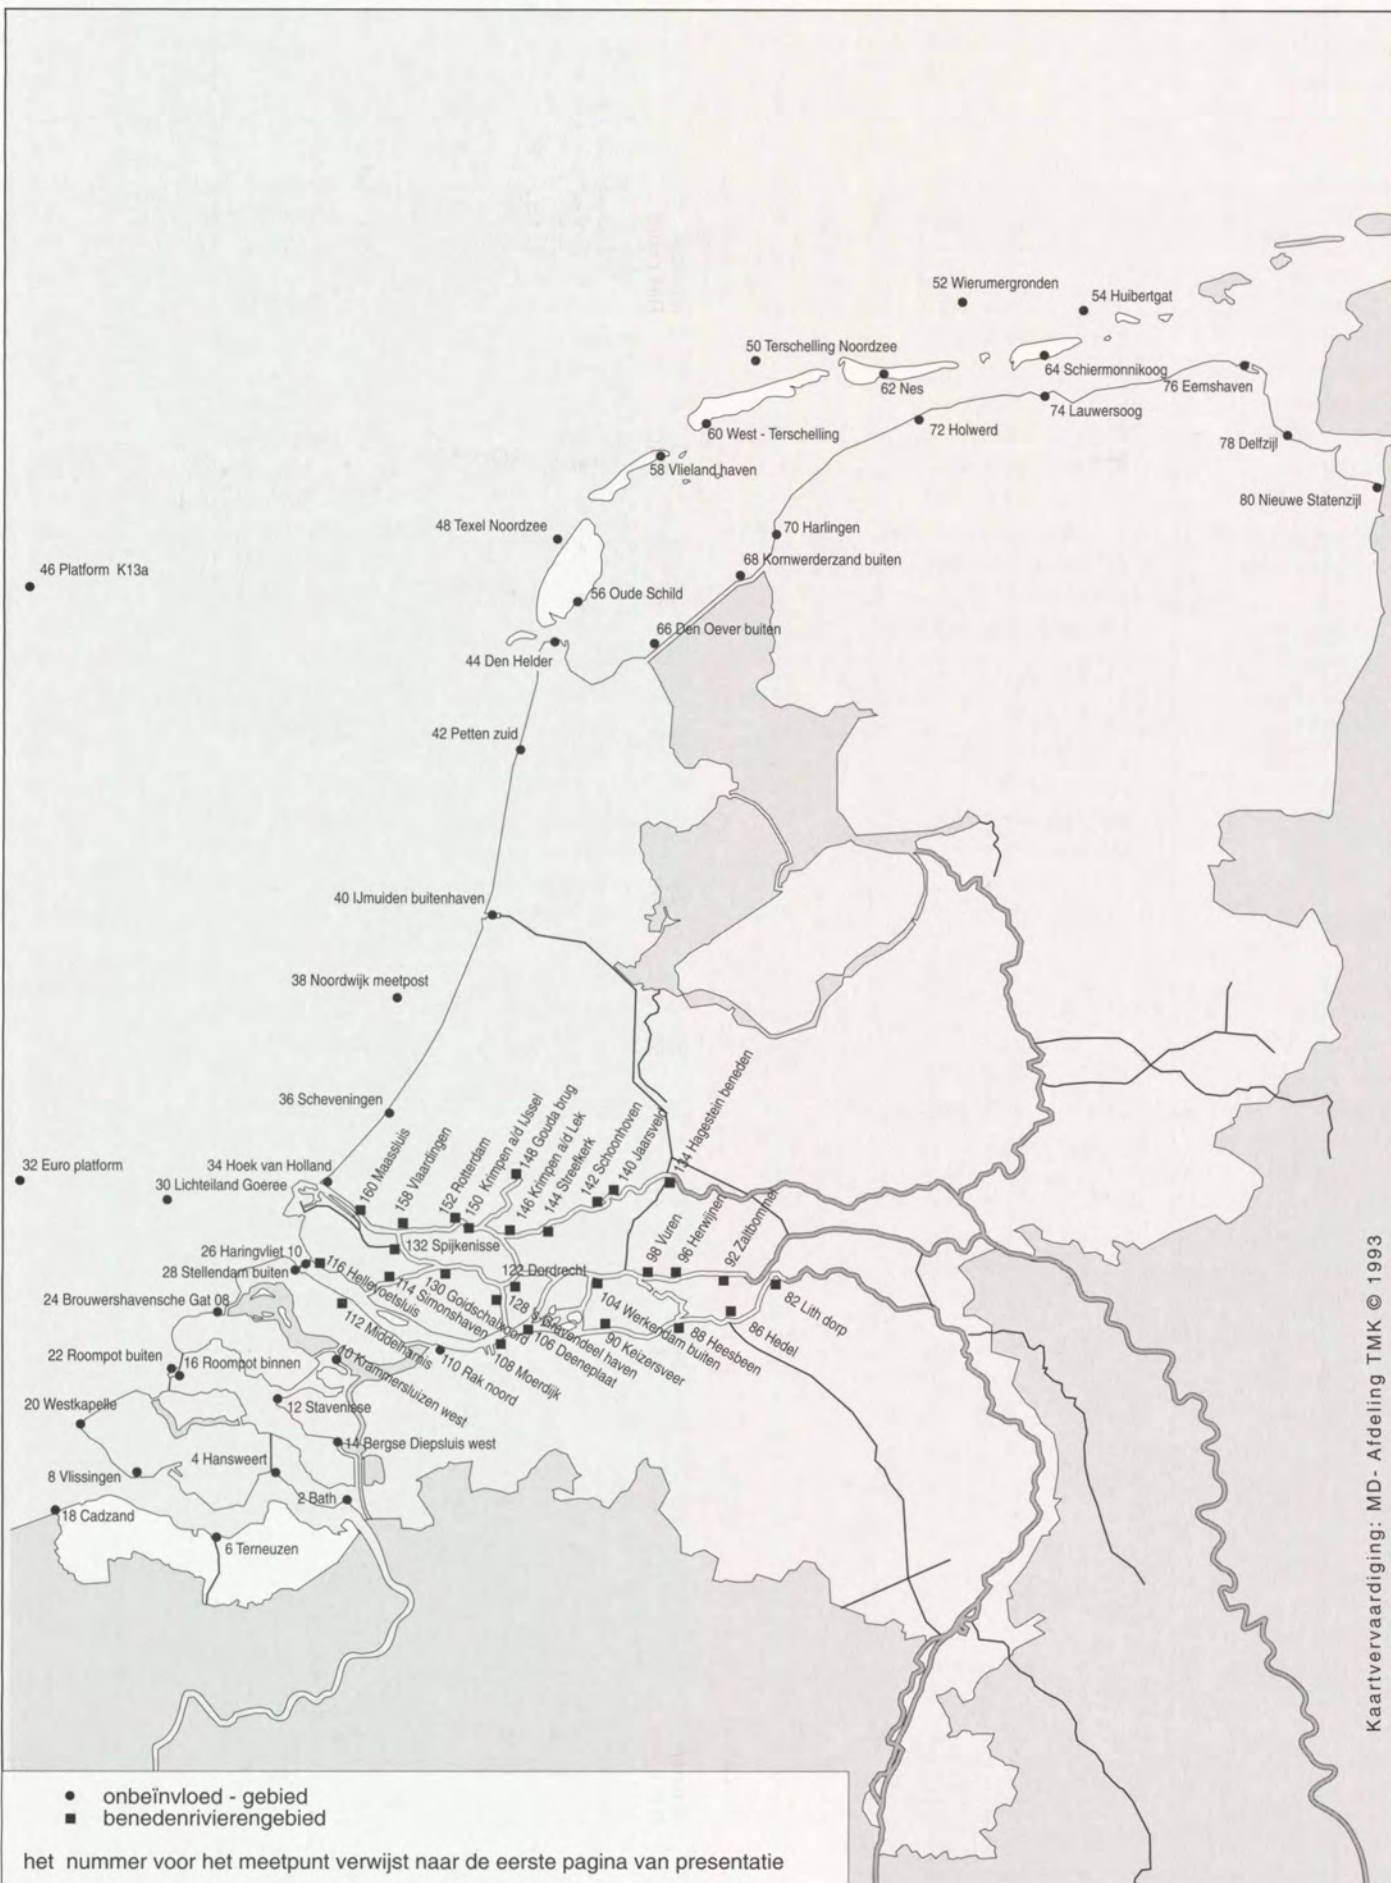 52 Wierumergronden
54 Huibertgat
50 Terschelling Noordzee
64 Schiermonnikoog
76 Eemshaven
62 Nes
74 Lauwersoog
60 West - Terschelling
72 Holwerd
78 Delfzijl
58 Vlieland haven
80 Nieuwe Statenzijl
48 Texel Noordzee
70 Harlingen
68 Kornwerderzand buiten
46 Platform K13a
56 Oude Schild
66 Den Oever buiten
44 Den Helder
42 Petten zuid
40 IJmuiden buitenhaven
38 Noordwijk meetpost
36 Scheveningen
32 Euro platform
34 Hoek van Holland
30 Lichteiland Goeree
160 Maassluis
158 Vlaardingen
152 Rotterdam
150 Krimpen a/d IJssel
148 Gouda brug
146 Krimpen a/d Lek
144 Streefkerk
142 Schoonhoven
140 Jaarsveld
134 Hagestein beneden
132 Spijkenisse
98 Vuren
96 Herwijnen
92 Zaltbommel
26 Haringvliet 10
28 Stellendam buiten
116 Hellevoetsluis
114 Simonshaven
130 Goidschalxoord
122 Dordrecht
128 's-Gravendeel haven
104 Werkendam buiten
82 Lith dorp
24 Brouwershavensche Gat 08
112 Middelharnis
106 Deeneplaat
90 Keizersveer
88 Heesbeen
86 Hedel
108 Moerdijk
110 Rak noord
22 Roompot buiten
16 Roompot binnen
10 Krammersluizen west
20 Westkapelle
12 Stavenisse
14 Bergse Diepsluis west
4 Hansweert
8 Vlissingen
2 Bath
18 Cadzand
6 Terneuzen
Kaartvervaardiging: MD- Afdeling TMK © 1993
onbeïnvloed - gebied
benedenrivierengebied
het nummer voor het meetpunt verwijst naar de eerste pagina van presentatie